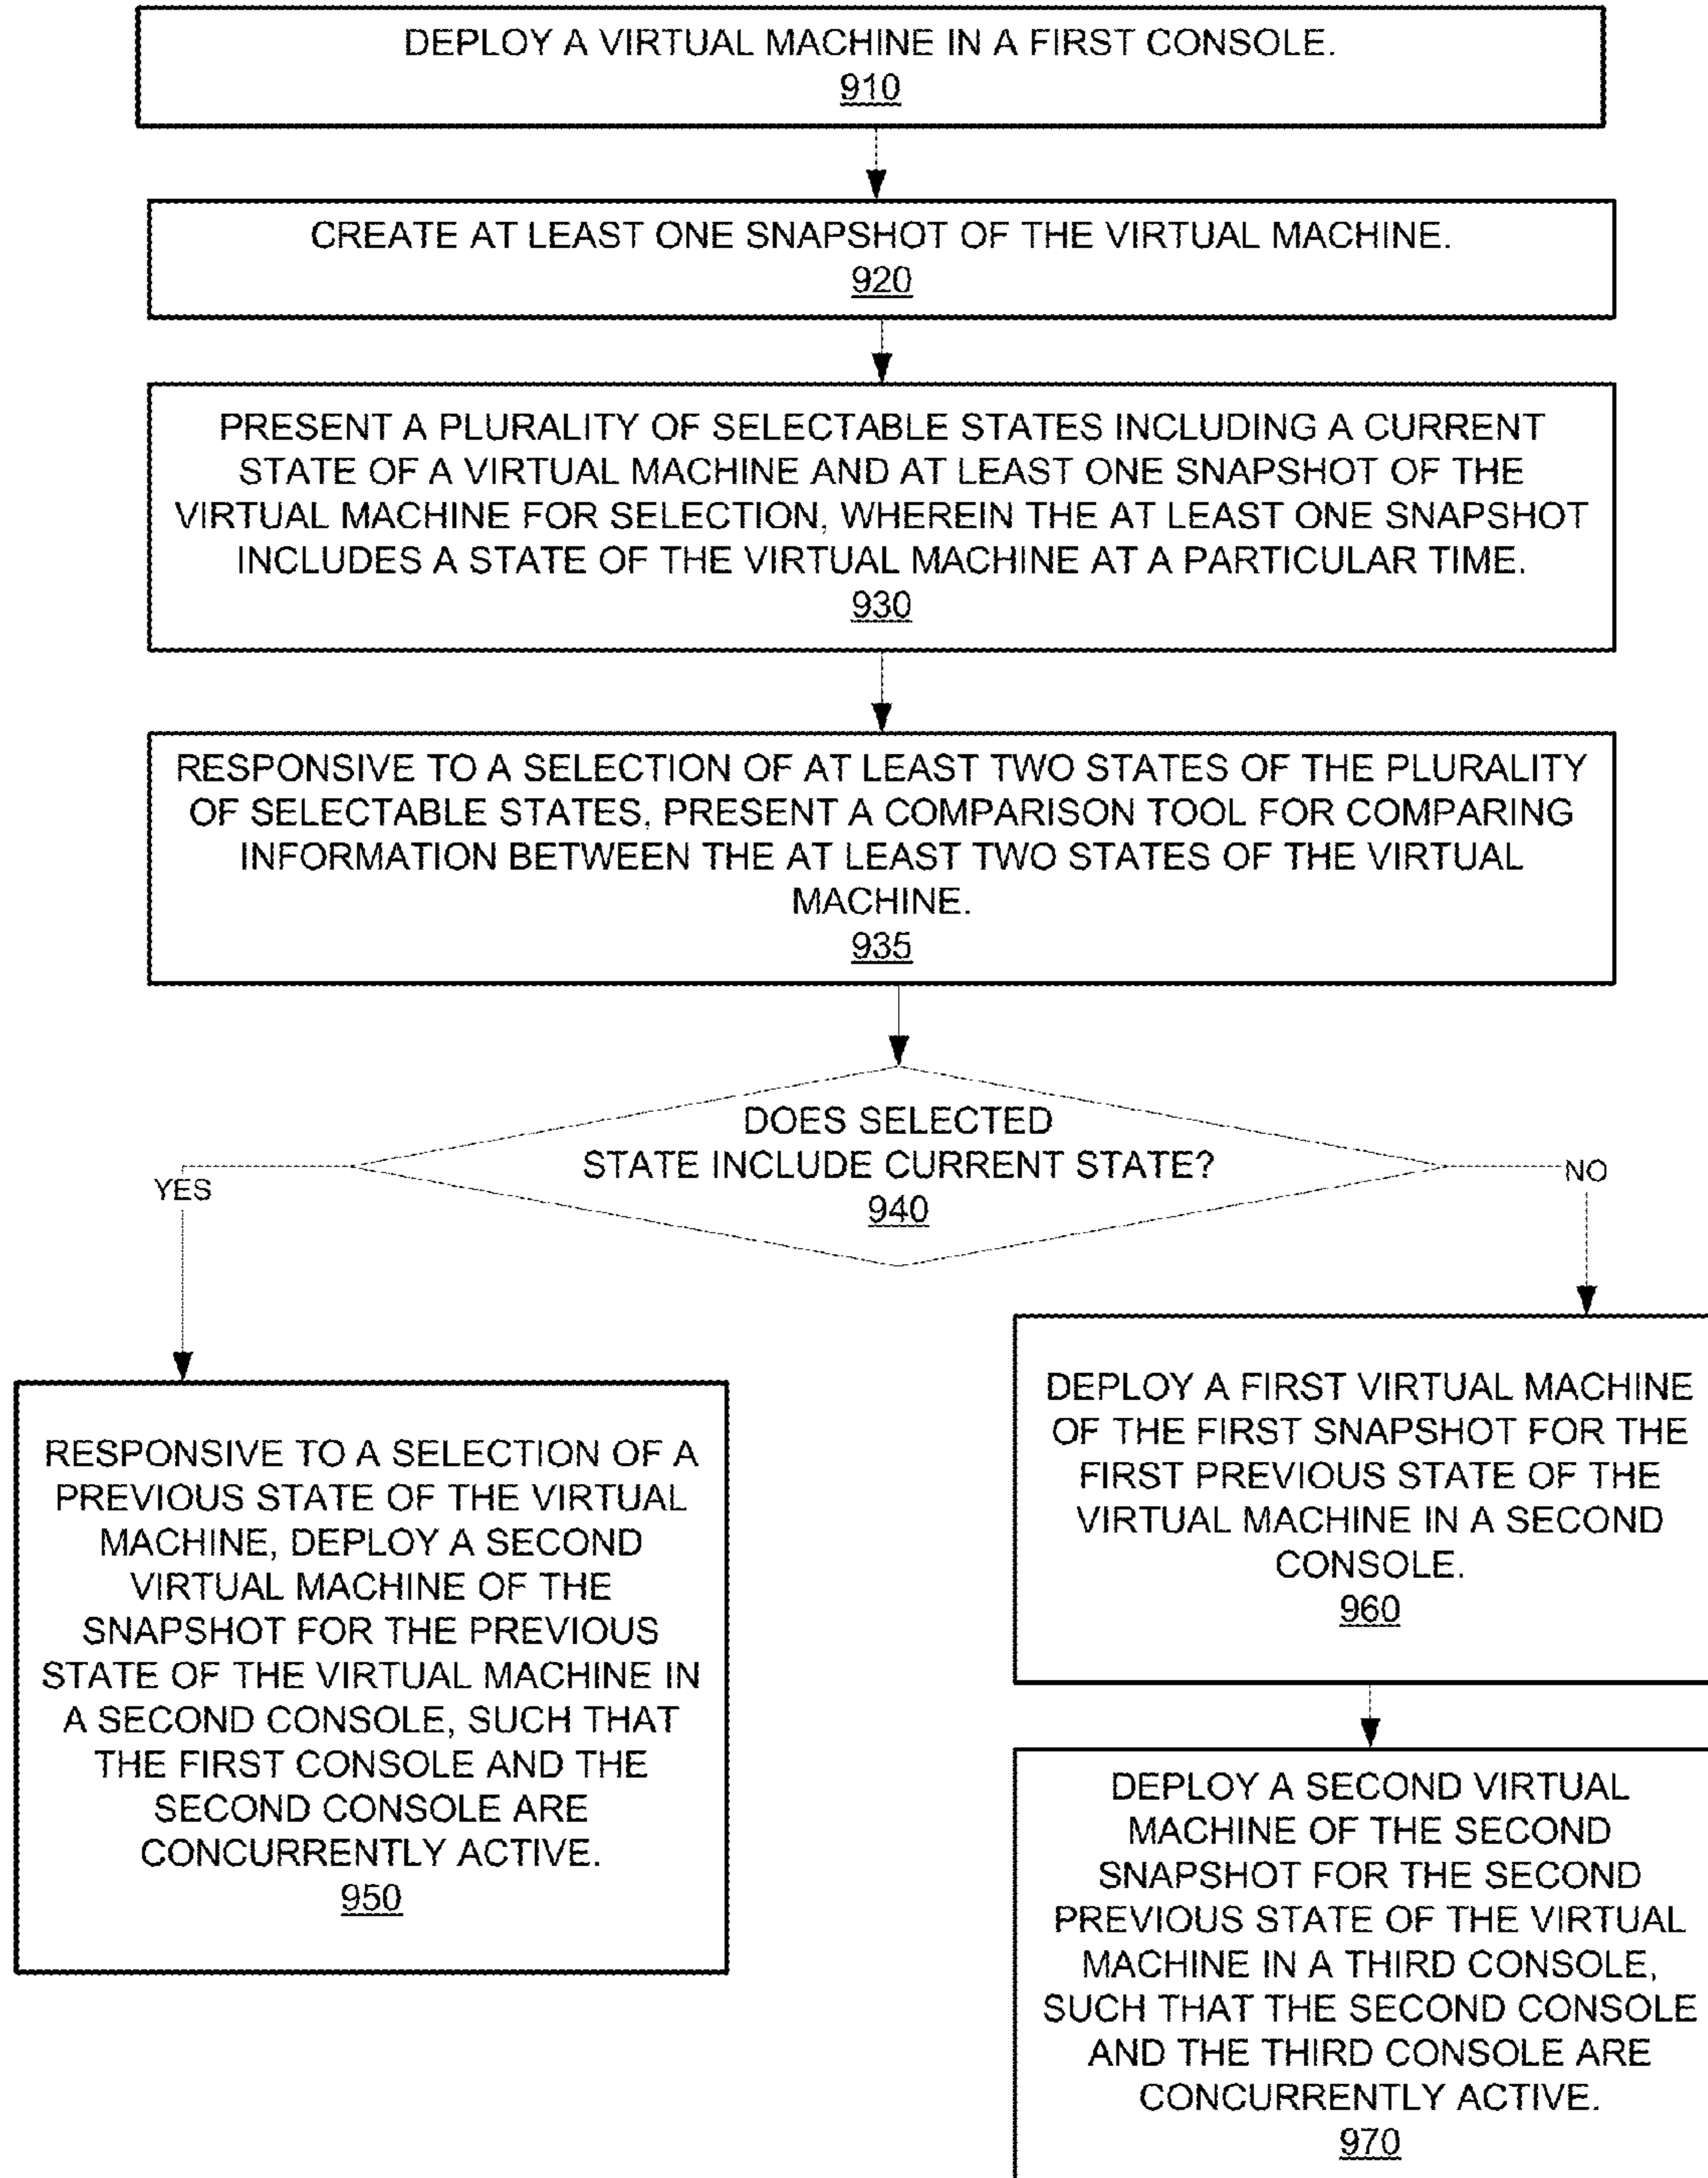 DEPLOY A VIRTUAL MACHINE IN A FIRST CONSOLE.
910
CREATE AT LEAST ONE SNAPSHOT OF THE VIRTUAL MACHINE.
920
PRESENT A PLURALITY OF SELECTABLE STATES INCLUDING A CURRENT
STATE OF A VIRTUAL MACHINE AND AT LEAST ONE SNAPSHOT OF THE
VIRTUAL MACHINE FOR SELECTION, WHEREIN THE AT LEAST ONE SNAPSHOT
INCLUDES A STATE OF THE VIRTUAL MACHINE AT A PARTICULAR TIME.
930
RESPONSIVE TO A SELECTION OF AT LEAST TWO STATES OF THE PLURALITY
OF SELECTABLE STATES, PRESENT A COMPARISON TOOL FOR COMPARING
INFORMATION BETWEEN THE AT LEAST TWO STATES OF THE VIRTUAL
MACHINE.
935
DOES SELECTED
STATE INCLUDE CURRENT STATE?
940
YES
NO
RESPONSIVE TO A SELECTION OF A
PREVIOUS STATE OF THE VIRTUAL
MACHINE, DEPLOY A SECOND
VIRTUAL MACHINE OF THE
SNAPSHOT FOR THE PREVIOUS
STATE OF THE VIRTUAL MACHINE IN
A SECOND CONSOLE, SUCH THAT
THE FIRST CONSOLE AND THE
SECOND CONSOLE ARE
CONCURRENTLY ACTIVE.
950
DEPLOY A FIRST VIRTUAL MACHINE
OF THE FIRST SNAPSHOT FOR THE
FIRST PREVIOUS STATE OF THE
VIRTUAL MACHINE IN A SECOND
CONSOLE.
960
DEPLOY A SECOND VIRTUAL
MACHINE OF THE SECOND
SNAPSHOT FOR THE SECOND
PREVIOUS STATE OF THE VIRTUAL
MACHINE IN A THIRD CONSOLE,
SUCH THAT THE SECOND CONSOLE
AND THE THIRD CONSOLE ARE
CONCURRENTLY ACTIVE.
970